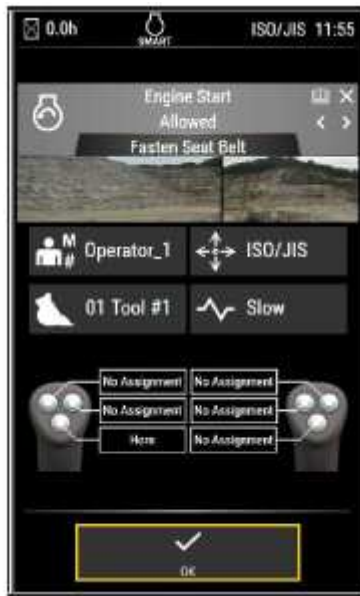 0.0h SMART ISO/JIS 11:55
Engine Start
Allowed
Fasten Seat Belt
M
# Operator_1 ISO/JIS
01 Tool #1 Slow
No Assignment No Assignment
No Assignment No Assignment
Horn No Assignment
OK